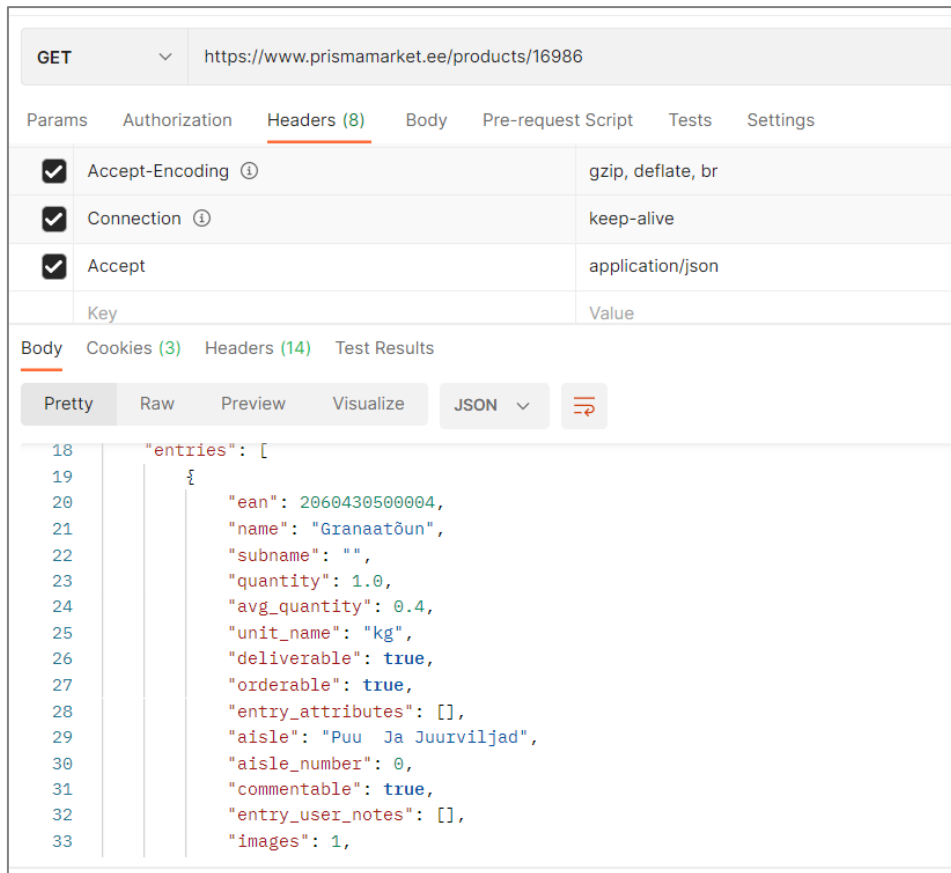 GET https://www.prismamarket.ee/products/16986
Params Authorization Headers (8) Body Pre-request Script Tests Settings
Accept-Encoding gzip, deflate, br
Connection keep-alive
Accept application/json
Key Value
Body Cookies (3) Headers (14) Test Results
Pretty Raw Preview Visualize JSON
18 "entries": [
19 {
20 "ean": 2060430500004,
21 "name": "Granaatõun",
22 "subname": "",
23 "quantity": 1.0,
24 "avg_quantity": 0.4,
25 "unit_name": "kg",
26 "deliverable": true,
27 "orderable": true,
28 "entry_attributes": [],
29 "aisle": "Puu  Ja Juurviljad",
30 "aisle_number": 0,
31 "commentable": true,
32 "entry_user_notes": [],
33 "images": 1,